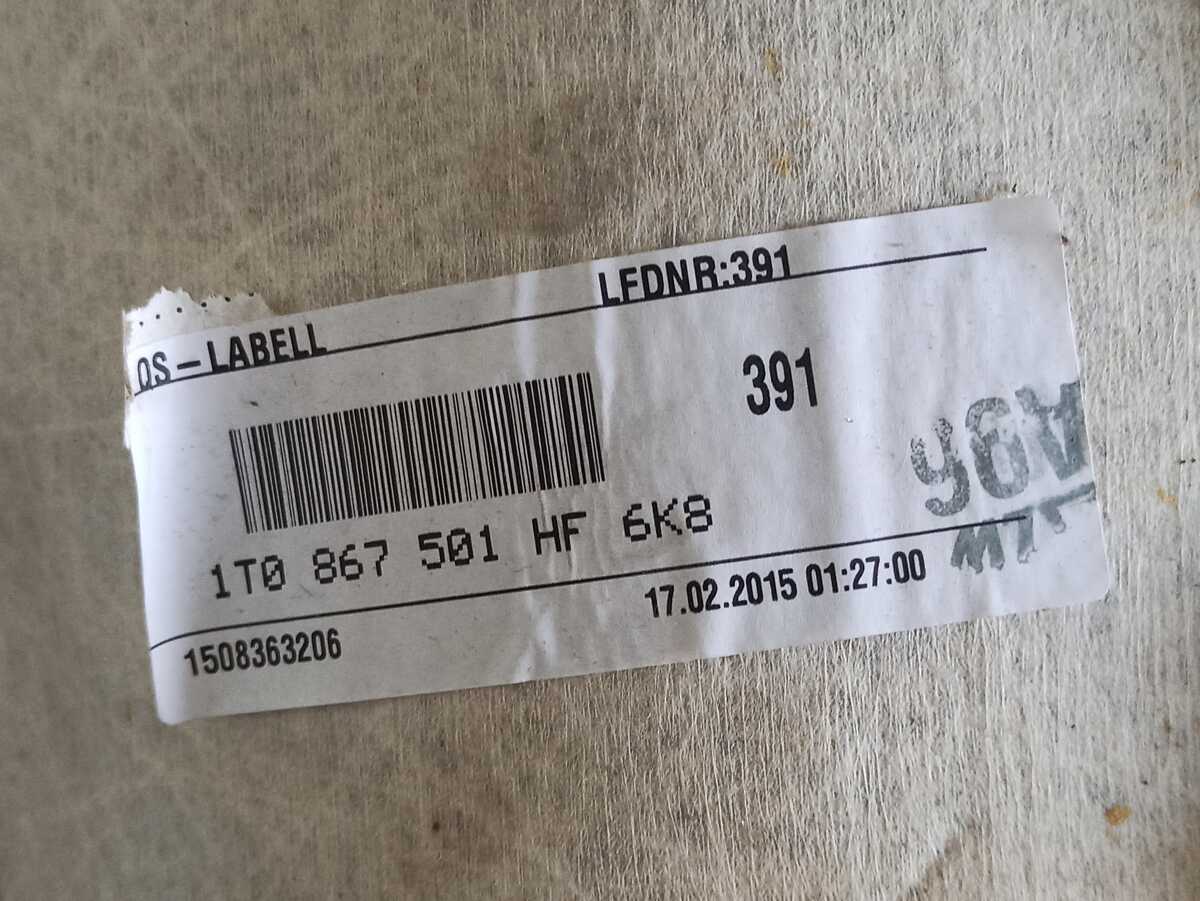 LFDNR:391
QS-LABELL
391
1T0 867 501 HF 6K8
17.02.2015 01:27:00
1508363206